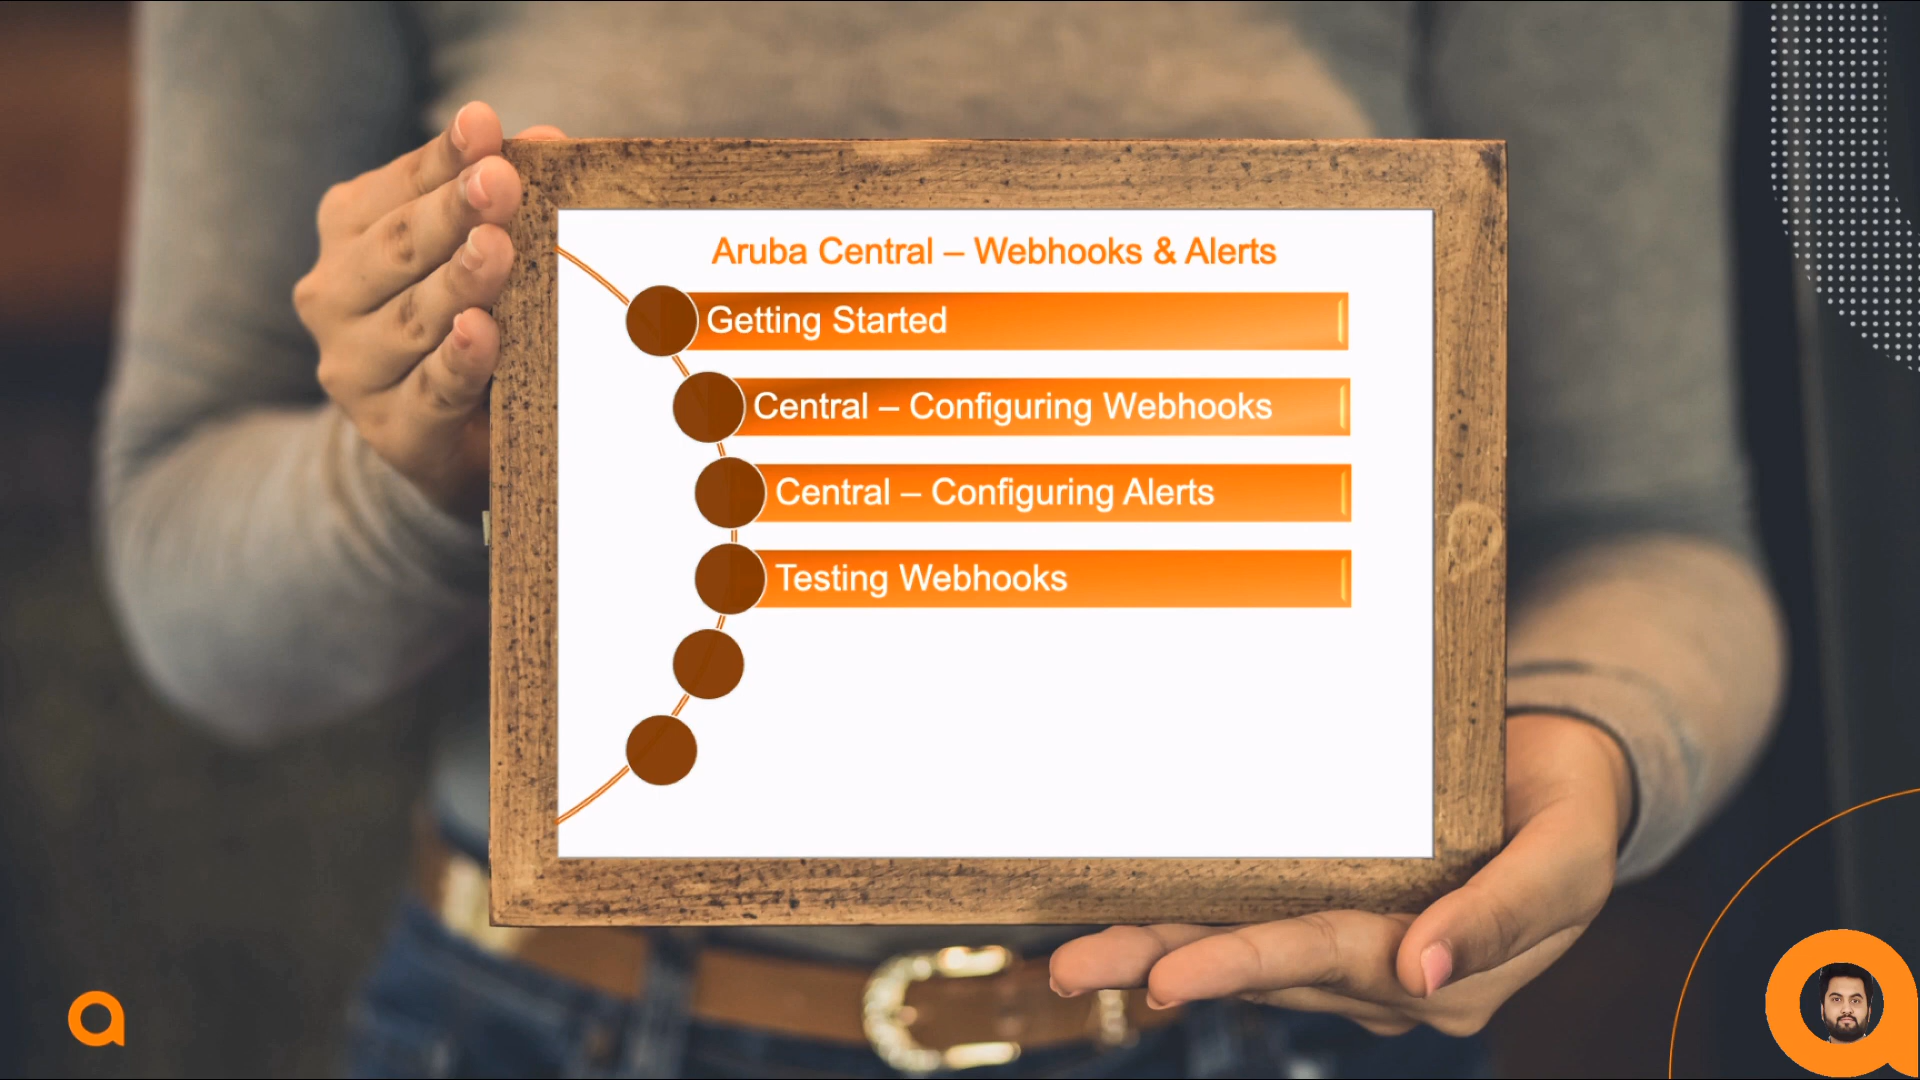 Aruba Central – Webhooks & Alerts
Getting Started
Central – Configuring Webhooks
Central – Configuring Alerts
Testing Webhooks